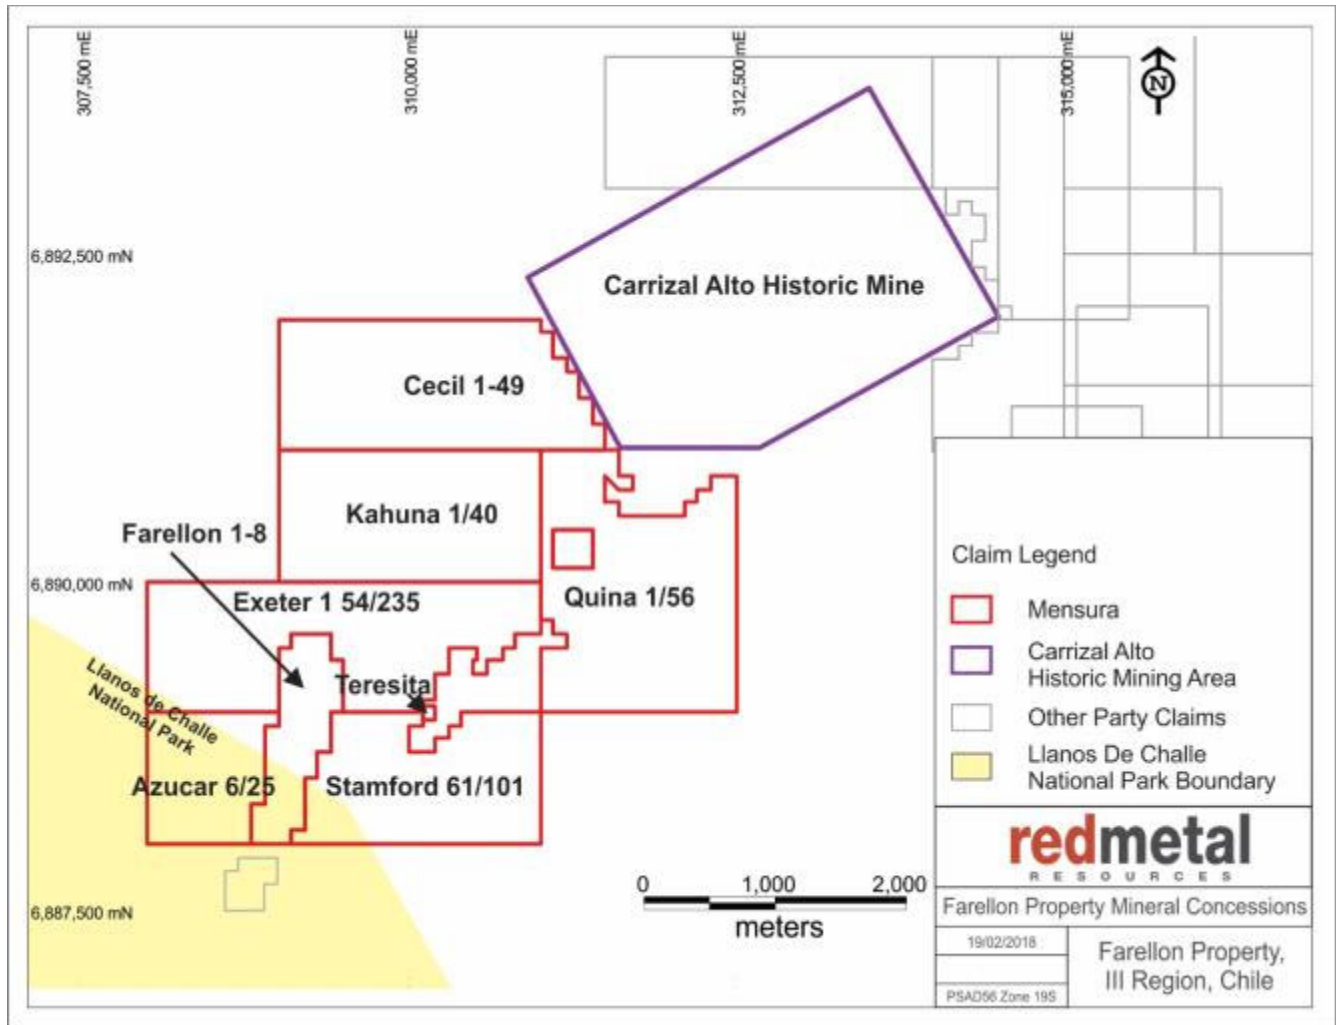 307,500 mE
310,000 mE
312,500 mE
315,000 mE
N
6,892,500 mN
Carrizal Alto Historic Mine
Cecil 1-49
Kahuna 1/40
Farellon 1-8
6,890,000 mN
Exeter 1 54/235
Quina 1/56
Teresita
Llanos de Challe
National Park
Azucar 6/25
Stamford 61/101
6,887,500 mN
0 1,000 2,000
meters
Claim Legend
Mensura
Carrizal Alto
Historic Mining Area
Other Party Claims
Llanos De Challe
National Park Boundary
redmetal
RESOURCES
Farellon Property Mineral Concessions
19/02/2018
PSAD56 Zone 19S
Farellon Property,
III Region, Chile